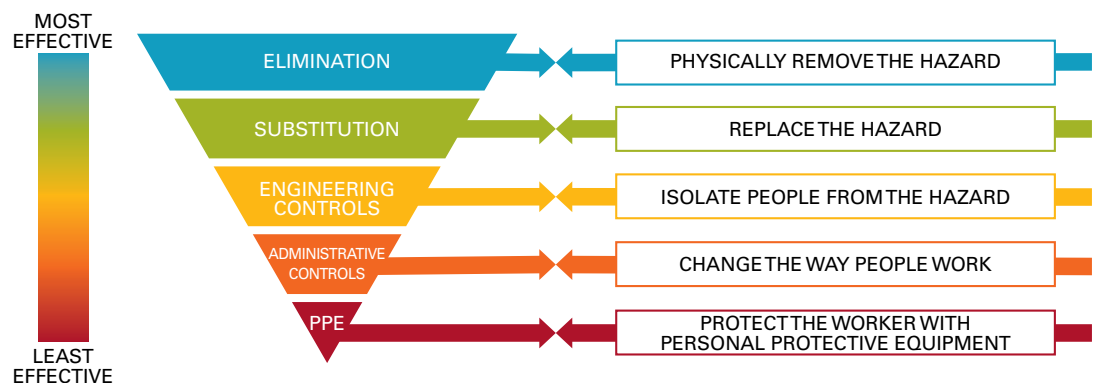 MOST
EFFECTIVE
ELIMINATION
PHYSICALLY REMOVE THE HAZARD
SUBSTITUTION
REPLACE THE HAZARD
ENGINEERING
CONTROLS
ISOLATE PEOPLE FROM THE HAZARD
ADMINISTRATIVE
CONTROLS
CHANGE THE WAY PEOPLE WORK
PPE
PROTECT THE WORKER WITH
PERSONAL PROTECTIVE EQUIPMENT
LEAST
EFFECTIVE